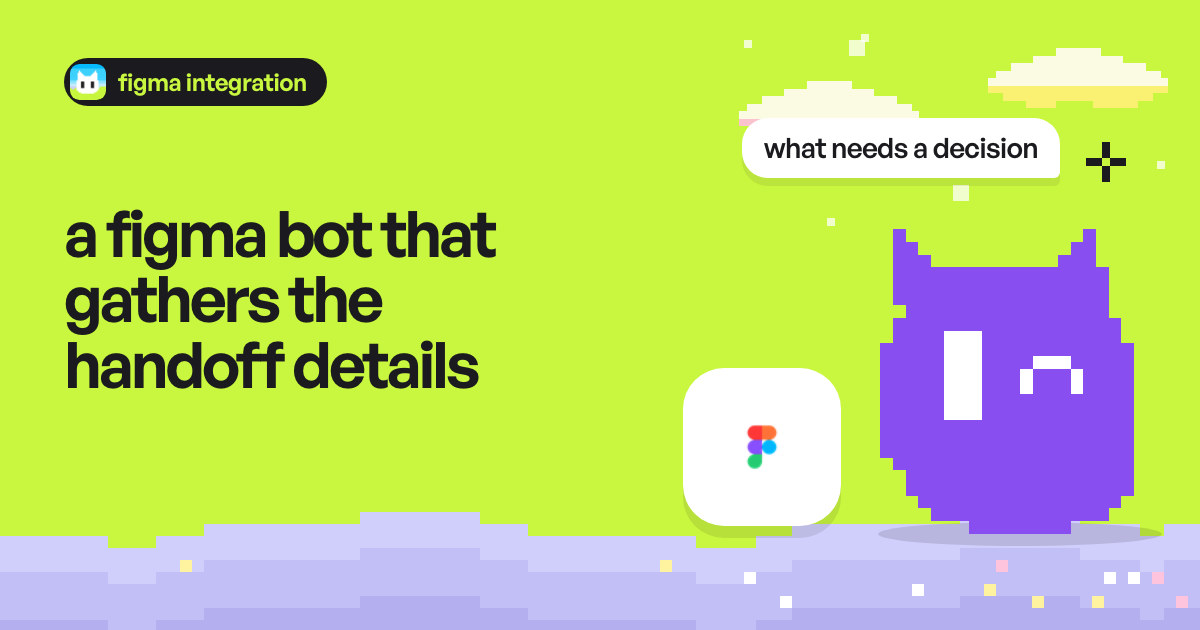 figma integration
what needs a decision
a figma bot that
gathers the
handoff details